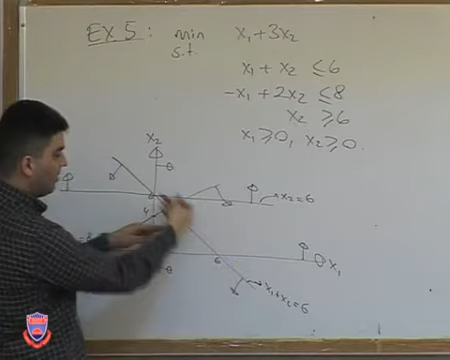 EX 5: min x₁+3x₂
s.t. x₁ + x₂ ≤6
-x₁ + 2x₂ ≤8
x₂ ≥6
x₁ ≥0, x₂ ≥0.
x₂
x₂=6
4
6
x₁
x₁+x₂=6